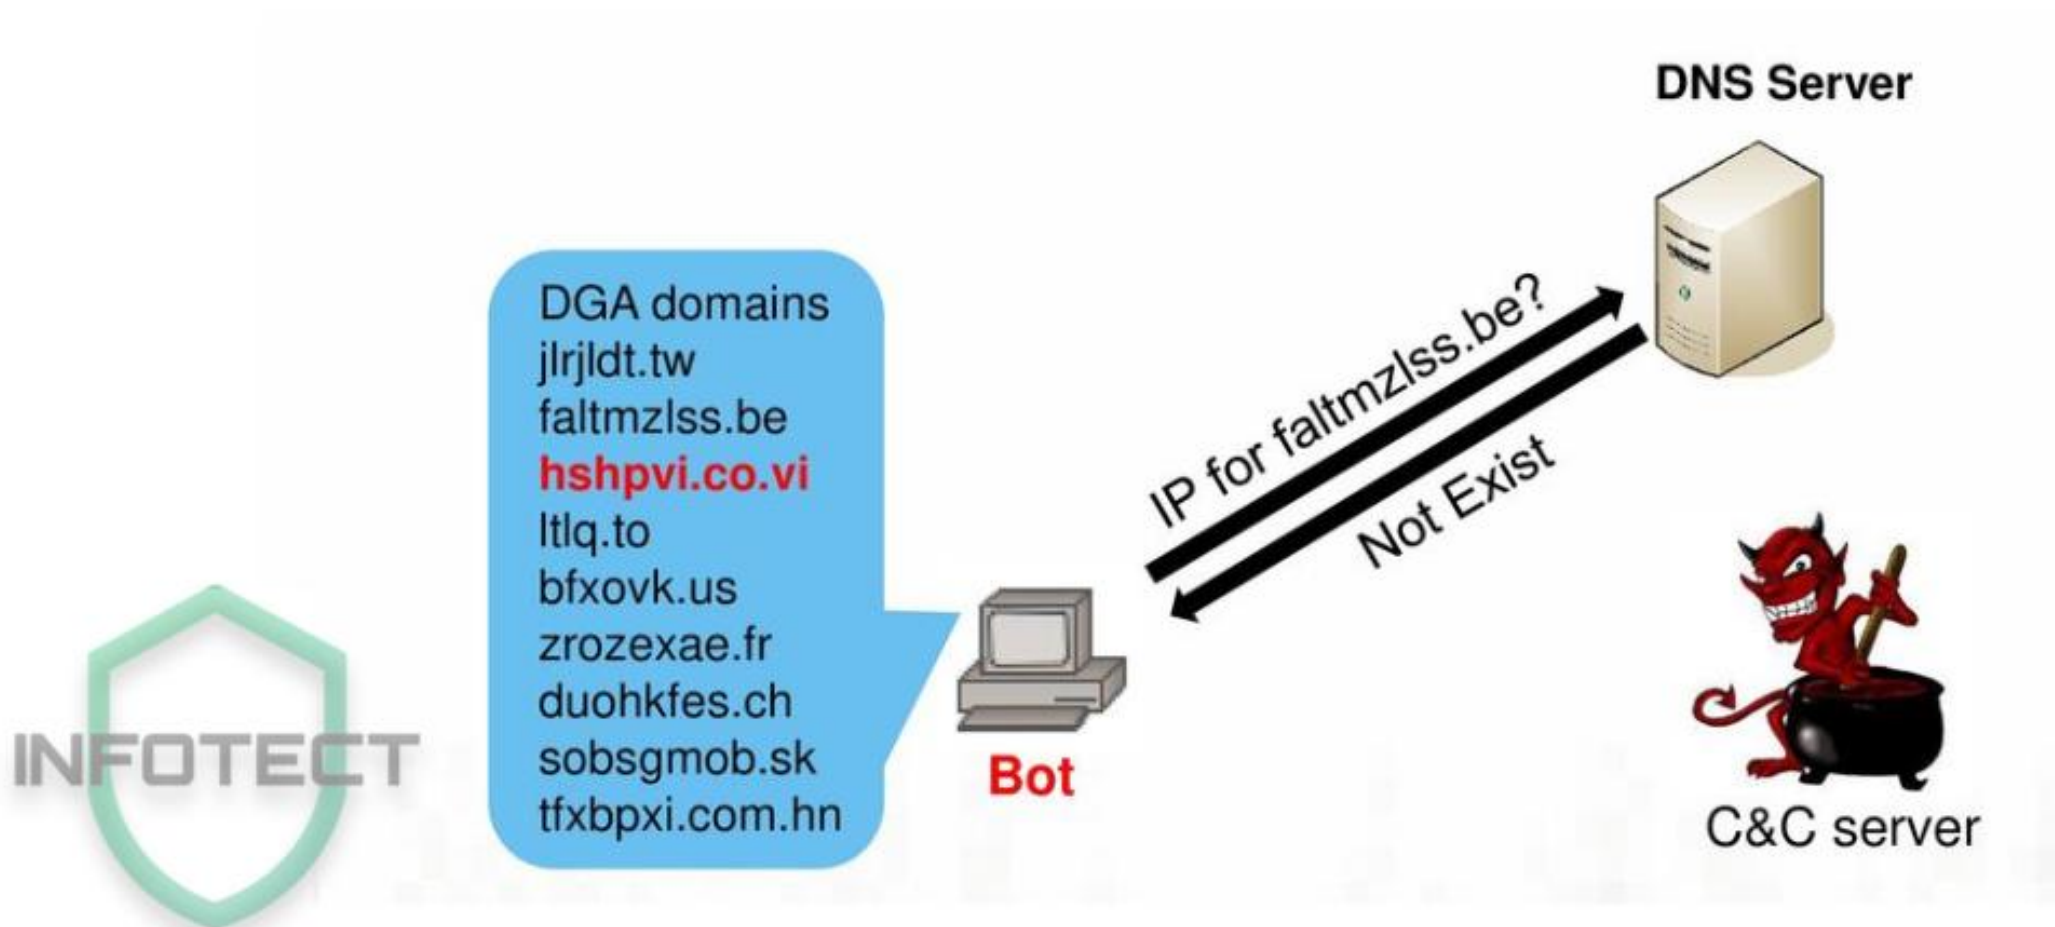 DNS Server
DGA domains
jlrjldt.tw
faltmzlss.be
hshpvi.co.vi
ltlq.to
bfxovk.us
zrozexae.fr
duohkfes.ch
sobsgmob.sk
tfxbpxi.com.hn
IP for faltmzlss.be?
Not Exist
Bot
C&C server
INFOTECT